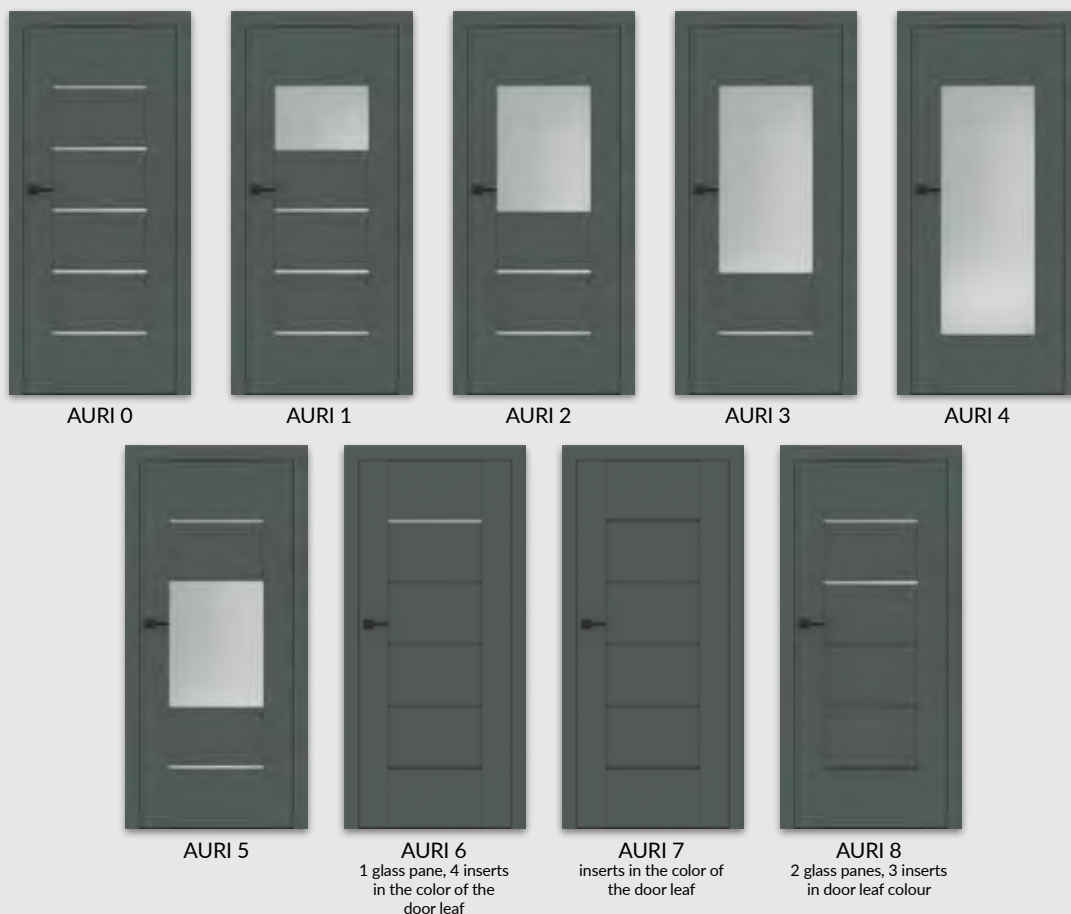 AURI 0
AURI 1
AURI 2
AURI 3
AURI 4
AURI 5
AURI 6
1 glass pane, 4 inserts
in the color of the
door leaf
AURI 7
inserts in the color of
the door leaf
AURI 8
2 glass panes, 3 inserts
in door leaf colour